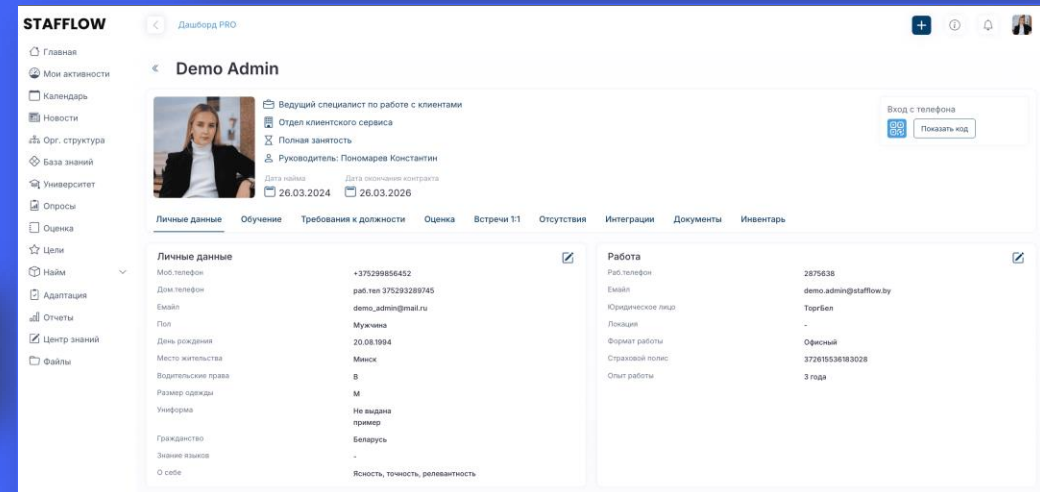 STAFFLOW
Дашборд PRO
Главная
Мои активности
Календарь
Новости
Орг. структура
База знаний
Университет
Опросы
Оценка
Цели
Найм
Адаптация
Отчеты
Центр знаний
Файлы
Demo Admin
Ведущий специалист по работе с клиентами
Отдел клиентского сервиса
Полная занятость
Руководитель: Пономарев Константин
Дата найма Дата окончания контракта
26.03.2024 26.03.2026
Вход с телефона
Показать код
Личные данные Обучение Требования к должности Оценка Встречи 1:1 Отсутствия Интеграции Документы Инвентарь
Личные данные
Моб.телефон +375299856452
Дом.телефон раб.тел 375293289745
Емайл demo_admin@mail.ru
Пол Мужчина
День рождения 20.08.1994
Место жительства Минск
Водительские права B
Размер одежды M
Униформа Не выдана
пример
Гражданство Беларусь
Знание языков -
О себе Ясность, точность, релевантность
Работа
Раб.телефон 2875638
Емайл demo.admin@stafflow.by
Юридическое лицо ТоргБел
Локация -
Формат работы Офисный
Страховой полис 372615536183028
Опыт работы 3 года